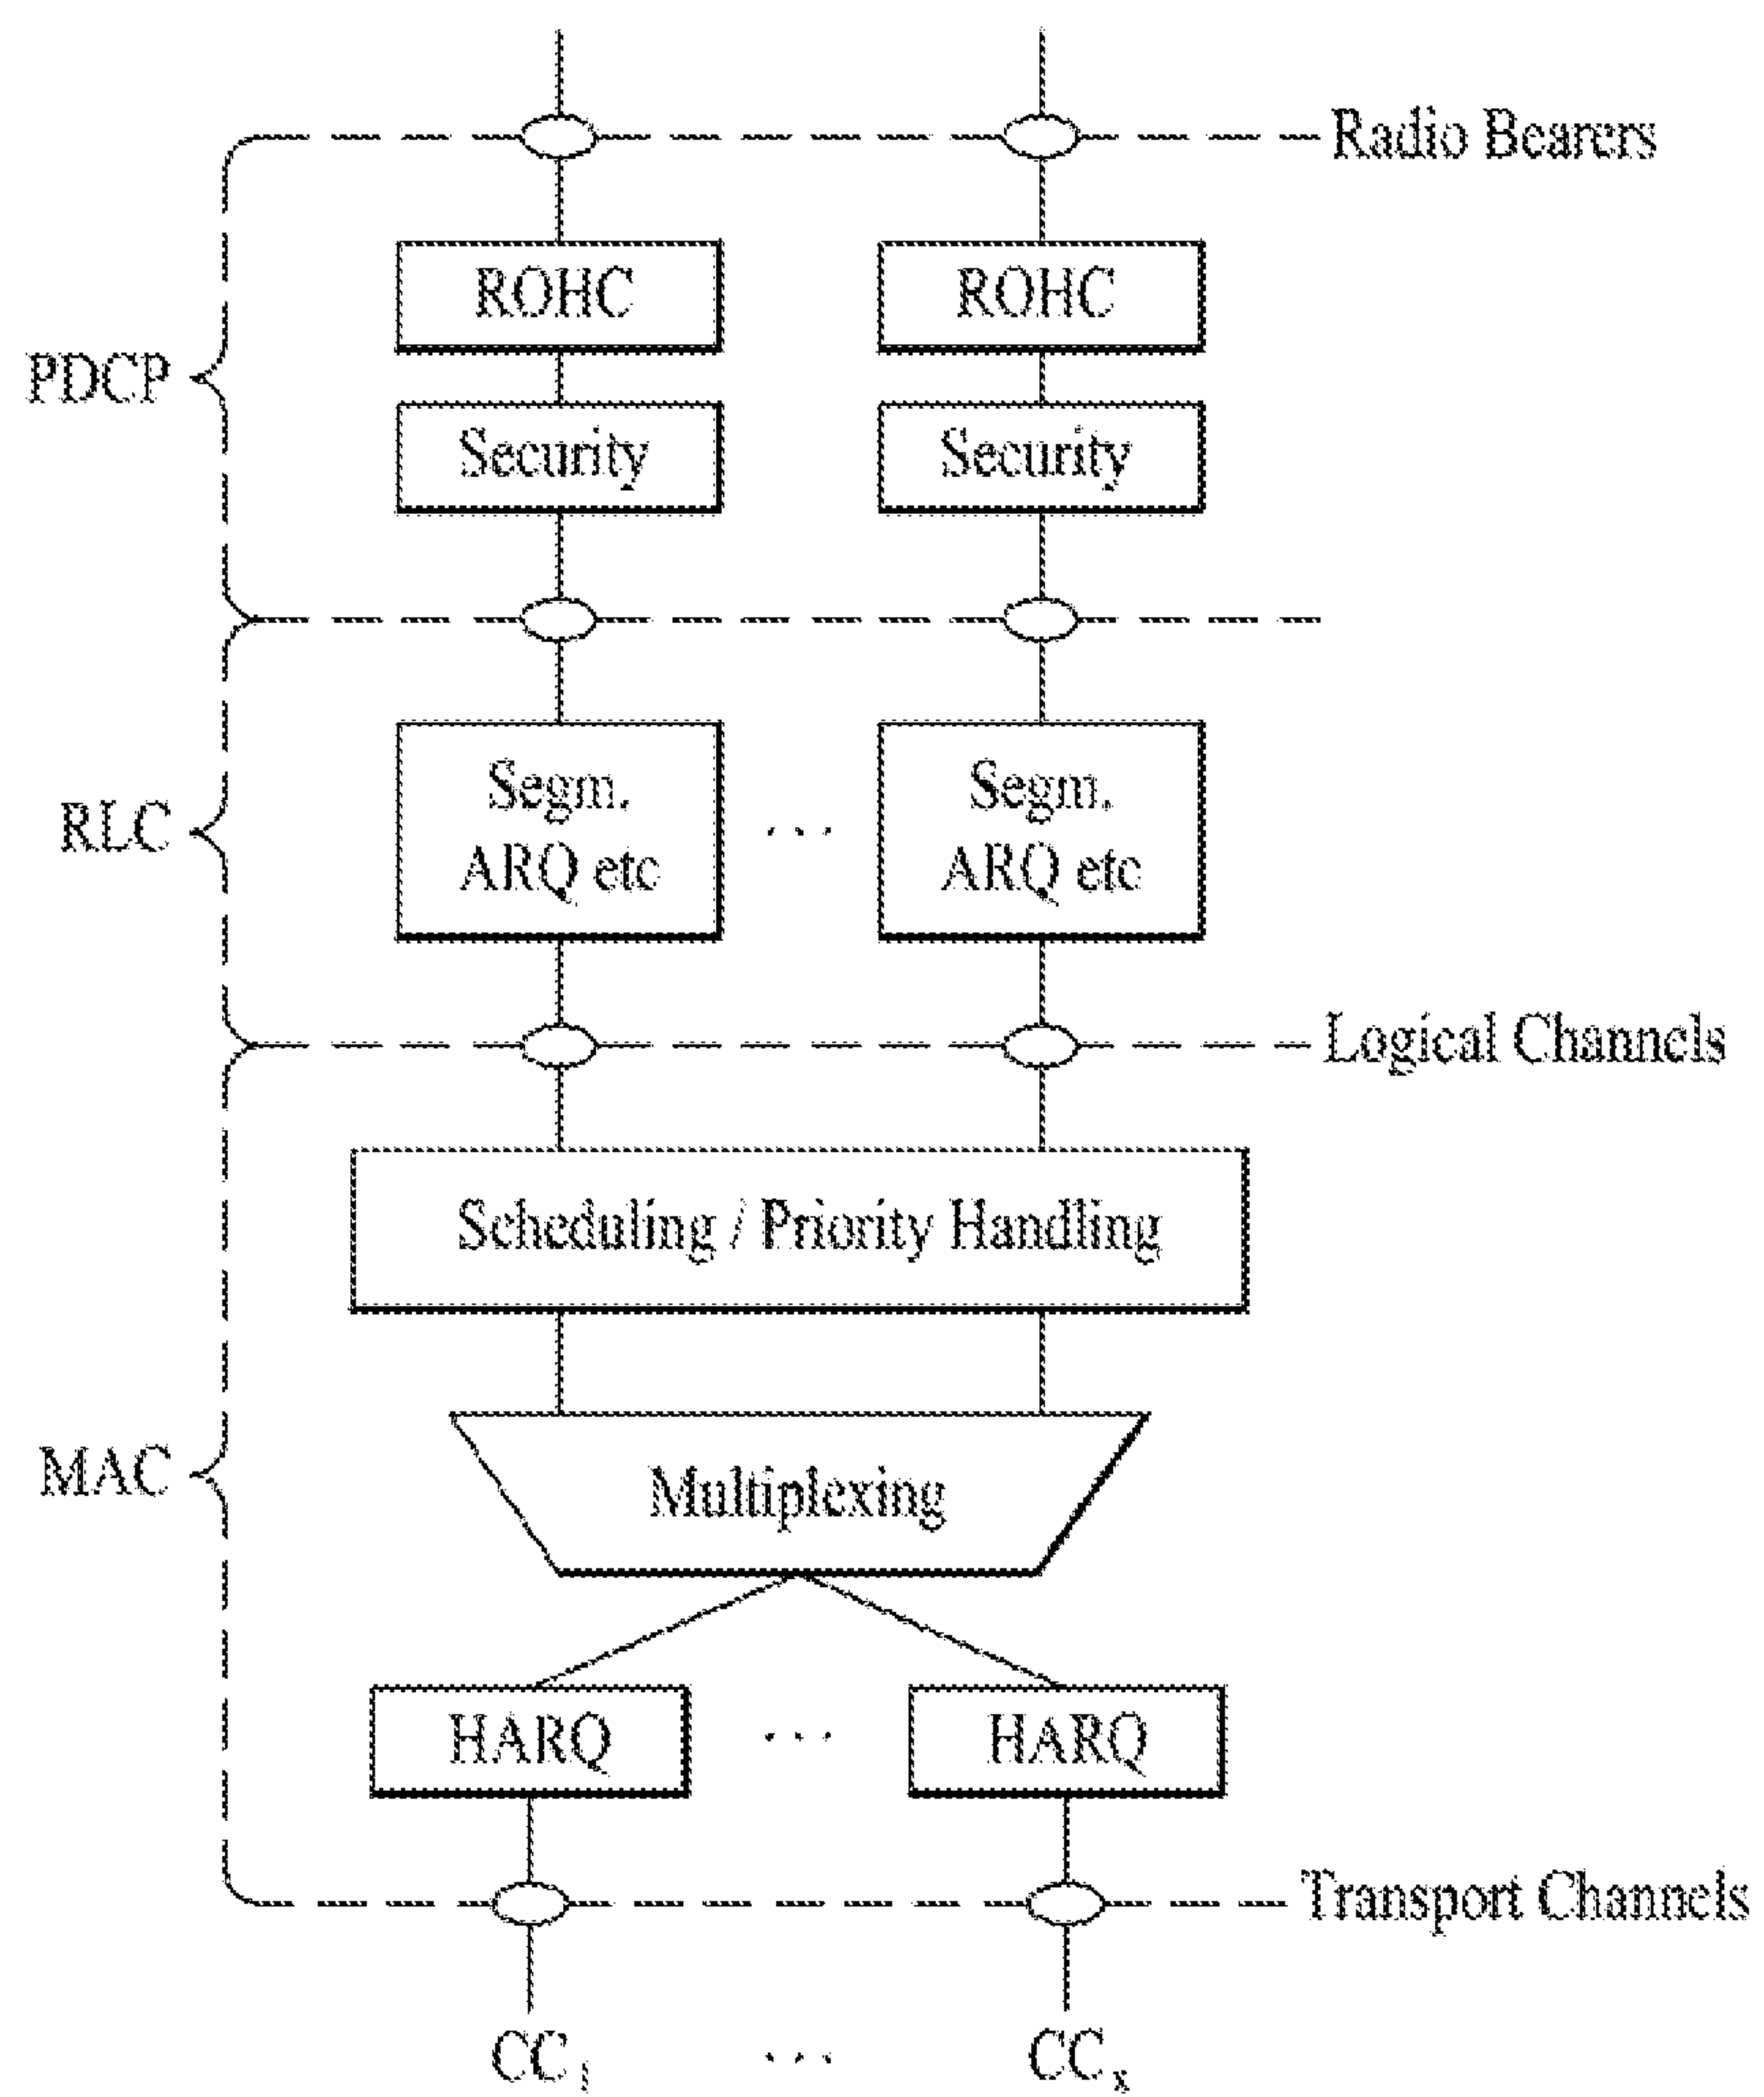 Radio Bearers
ROHC ROHC
PDCP
Security Security
Segm. Segm.
RLC
ARQ etc ... ARQ etc
Logical Channels
Scheduling / Priority Handling
MAC
Multiplexing
HARQ ... HARQ
Transport Channels
CC1 ... CCx